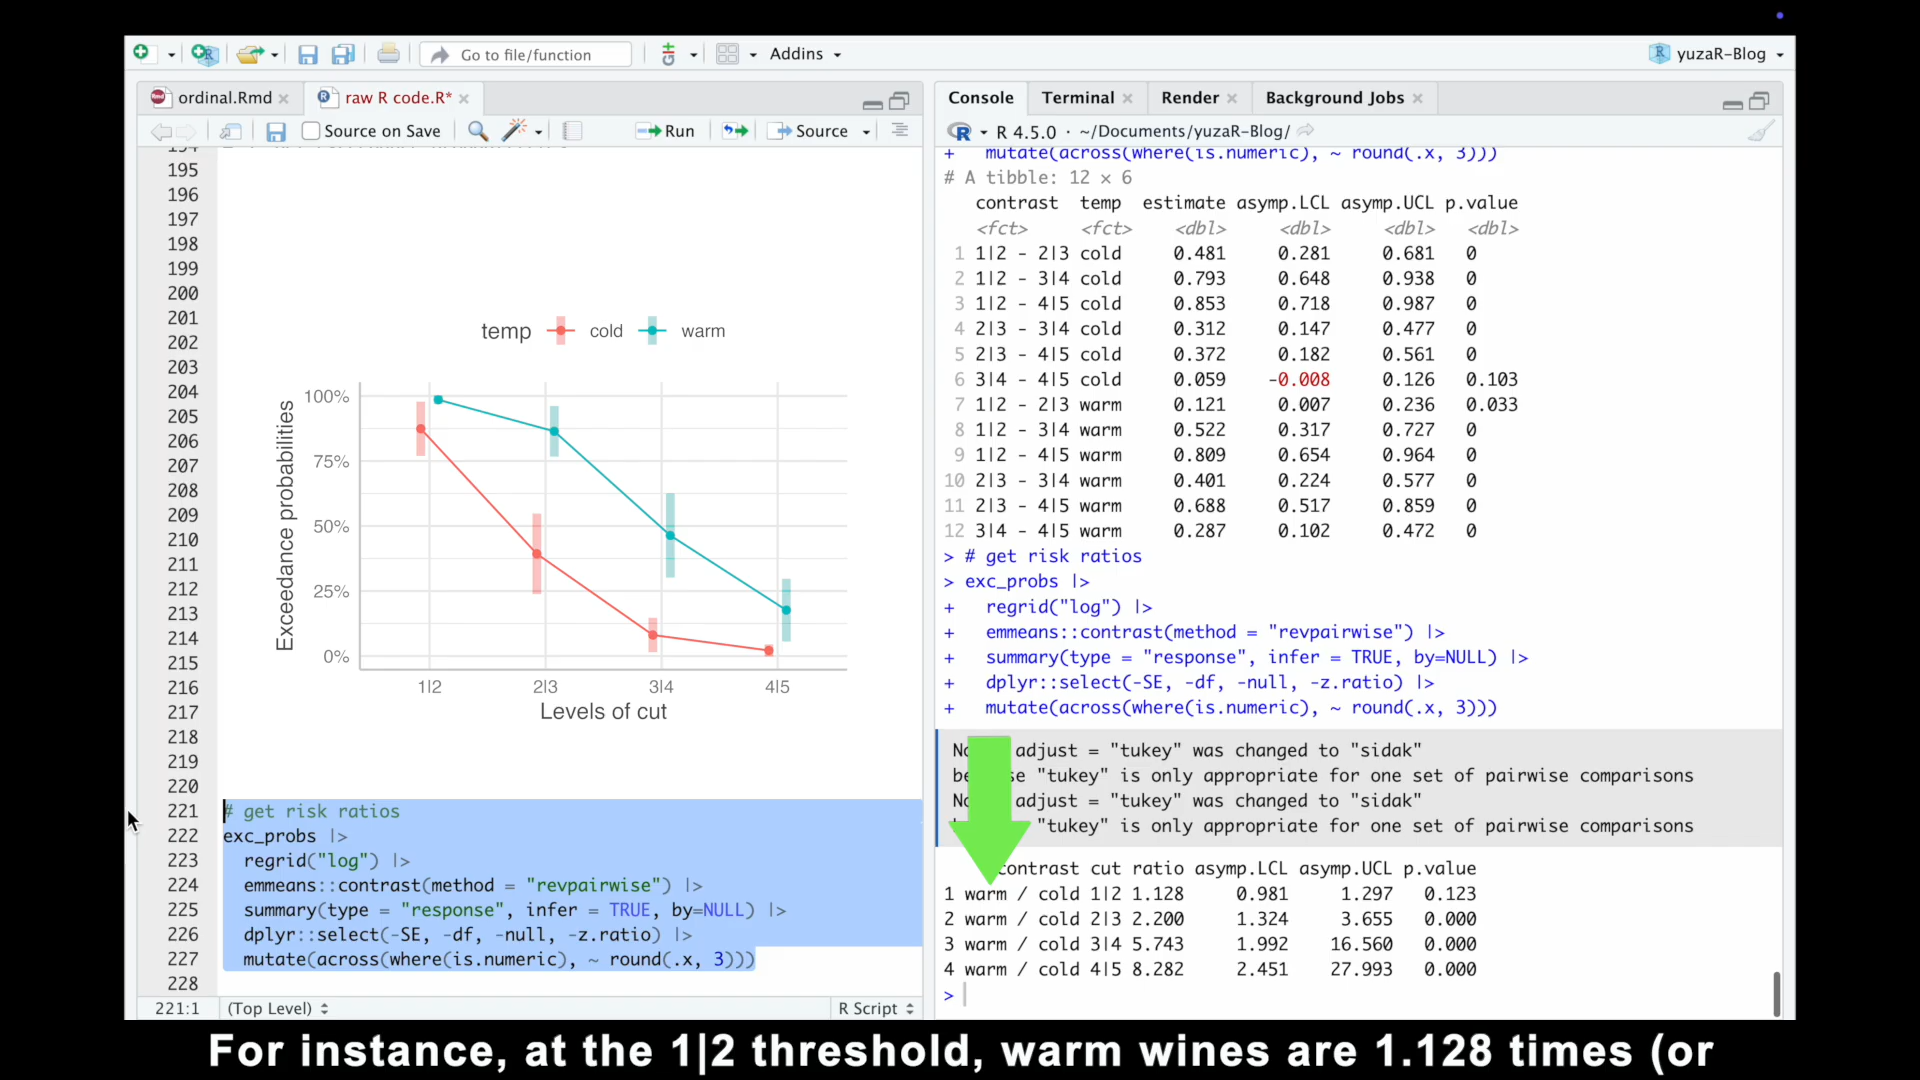 Go to file/function
Addins
yuzaR-Blog
ordinal.Rmd
raw R code.R*
Source on Save
Run
Source
195
196
197
198
199
200
201
202
203
204
205
206
207
208
209
210
211
212
213
214
215
216
217
218
219
220
temp cold warm
Exceedance probabilities
100%
75%
50%
25%
0%
1|2 2|3 3|4 4|5
Levels of cut
221 # get risk ratios
222 exc_probs |>
223 regrid("log") |>
224 emmeans::contrast(method = "revpairwise") |>
225 summary(type = "response", infer = TRUE, by=NULL) |>
226 dplyr::select(-SE, -df, -null, -z.ratio) |>
227 mutate(across(where(is.numeric), ~ round(.x, 3)))
228
221:1 (Top Level) R Script
Console Terminal Render Background Jobs
R 4.5.0 · ~/Documents/yuzaR-Blog/
+ mutate(across(where(is.numeric), ~ round(.x, 3)))
# A tibble: 12 × 6
contrast temp estimate asymp.LCL asymp.UCL p.value
<fct> <fct> <dbl> <dbl> <dbl> <dbl>
1 1|2 - 2|3 cold 0.481 0.281 0.681 0
2 1|2 - 3|4 cold 0.793 0.648 0.938 0
3 1|2 - 4|5 cold 0.853 0.718 0.987 0
4 2|3 - 3|4 cold 0.312 0.147 0.477 0
5 2|3 - 4|5 cold 0.372 0.182 0.561 0
6 3|4 - 4|5 cold 0.059 -0.008 0.126 0.103
7 1|2 - 2|3 warm 0.121 0.007 0.236 0.033
8 1|2 - 3|4 warm 0.522 0.317 0.727 0
9 1|2 - 4|5 warm 0.809 0.654 0.964 0
10 2|3 - 3|4 warm 0.401 0.224 0.577 0
11 2|3 - 4|5 warm 0.688 0.517 0.859 0
12 3|4 - 4|5 warm 0.287 0.102 0.472 0
> # get risk ratios
> exc_probs |>
+ regrid("log") |>
+ emmeans::contrast(method = "revpairwise") |>
+ summary(type = "response", infer = TRUE, by=NULL) |>
+ dplyr::select(-SE, -df, -null, -z.ratio) |>
+ mutate(across(where(is.numeric), ~ round(.x, 3)))
adjust = "tukey" was changed to "sidak"
"tukey" is only appropriate for one set of pairwise comparisons
adjust = "tukey" was changed to "sidak"
"tukey" is only appropriate for one set of pairwise comparisons
contrast cut ratio asymp.LCL asymp.UCL p.value
1 warm / cold 1|2 1.128 0.981 1.297 0.123
2 warm / cold 2|3 2.200 1.324 3.655 0.000
3 warm / cold 3|4 5.743 1.992 16.560 0.000
4 warm / cold 4|5 8.282 2.451 27.993 0.000
>
For instance, at the 1|2 threshold, warm wines are 1.128 times (or